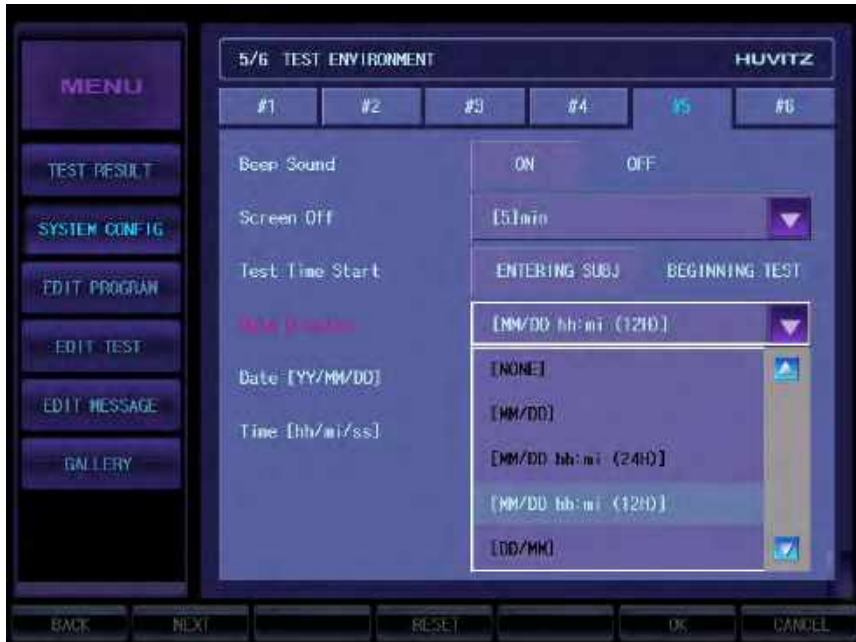 MENU
TEST RESULT
SYSTEM CONFIG
EDIT PROGRAM
EDIT TEST
EDIT MESSAGE
GALLERY
5/6 TEST ENVIRONMENT
HUVITZ
#1 #2 #3 #4 #5 #6
Beep Sound ON OFF
Screen Off [5]min
Test Time Start ENTERING SUBJ BEGINNING TEST
Date Display [MM/DD hh:mi (12H)]
[NONE]
[MM/DD]
[MM/DD hh:mi (24H)]
[MM/DD hh:mi (12H)]
[DD/MM]
Date [YY/MM/DD]
Time [hh/mi/ss]
BACK NEXT RESET OK CANCEL